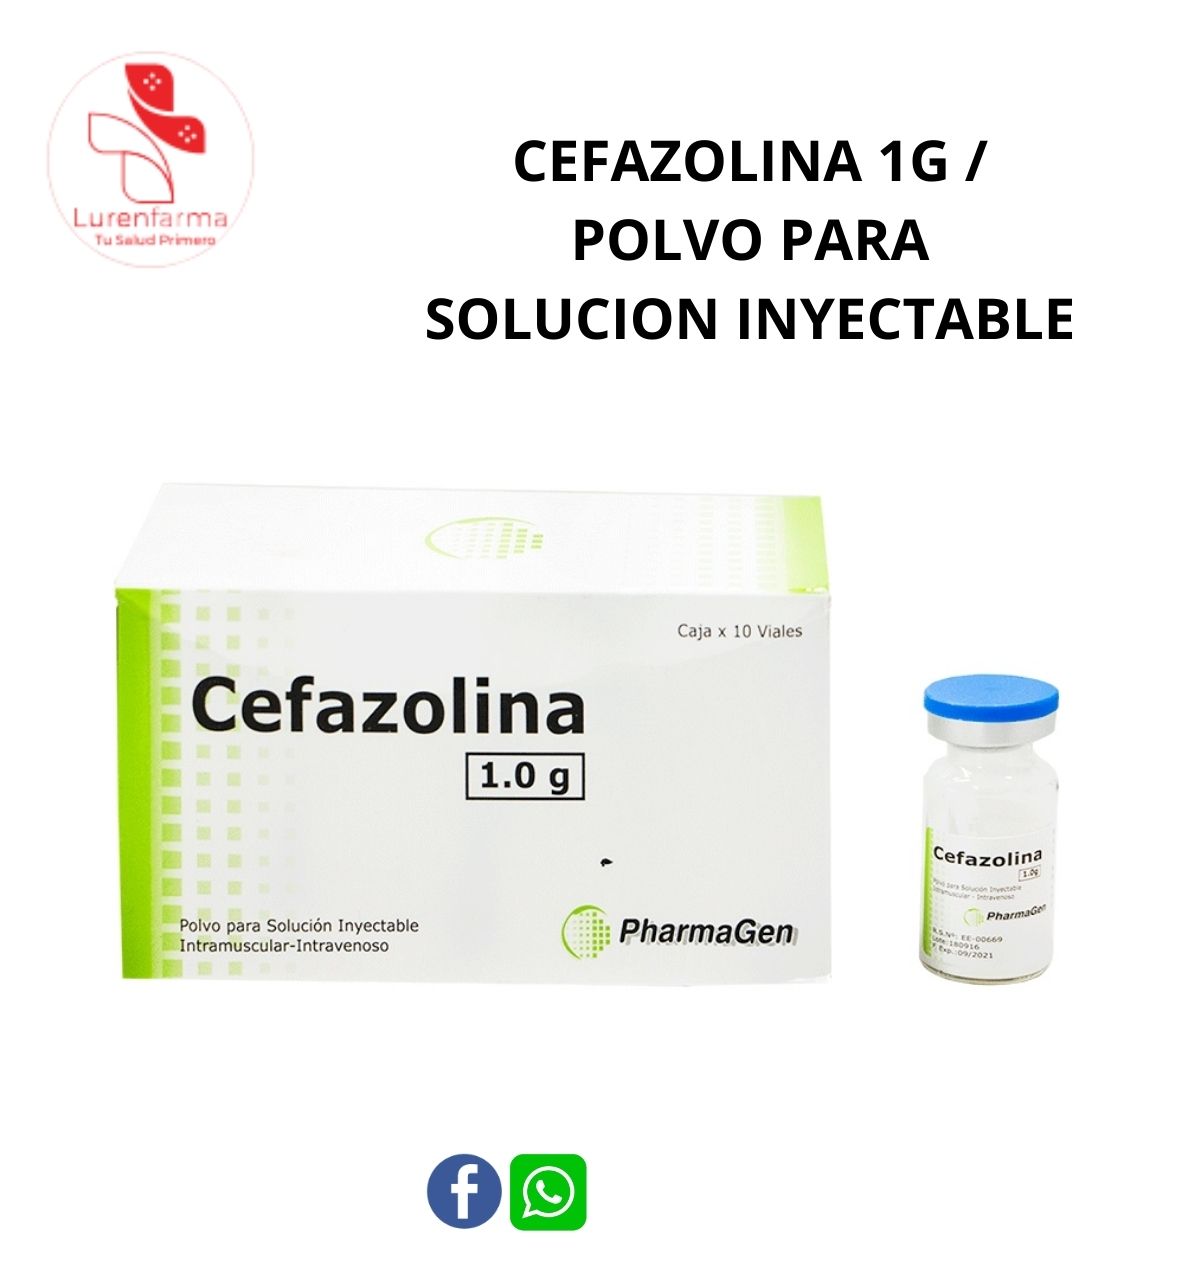 Lurenfarma
Tu Salud Primero
CEFAZOLINA 1G /
POLVO PARA
SOLUCION INYECTABLE
Caja x 10 Viales
Cefazolina
1.0 g
Polvo para Solución Inyectable
Intramuscular-Intravenoso
PharmaGen
Cefazolina
1.0g
Polvo para Solución Inyectable
Intramuscular - Intravenoso
PharmaGen
R.S.Nº: EE-00669
Lote:180916
F. Exp.:09/2021